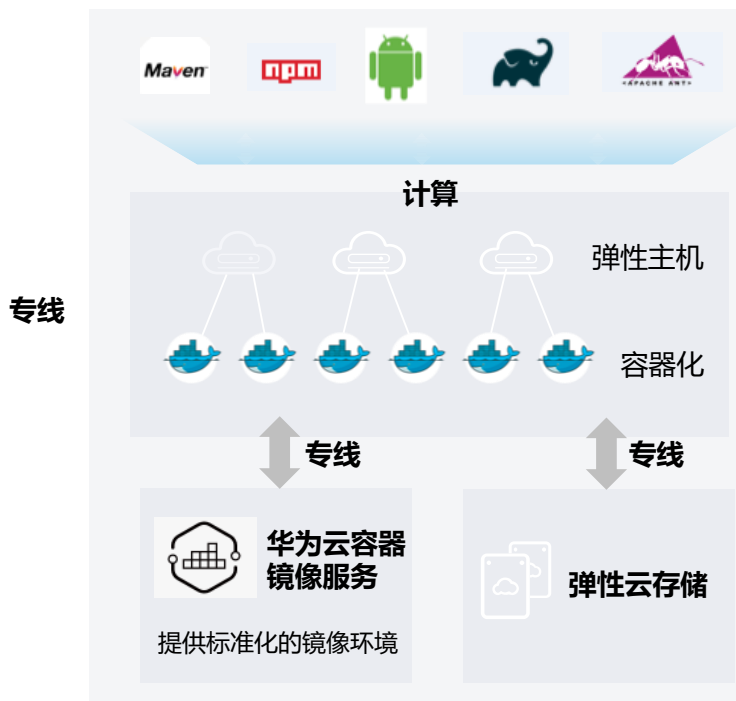 Maven
npm
<APACHE ANT>
计算
弹性主机
专线
容器化
专线
专线
华为云容器
镜像服务
弹性云存储
提供标准化的镜像环境